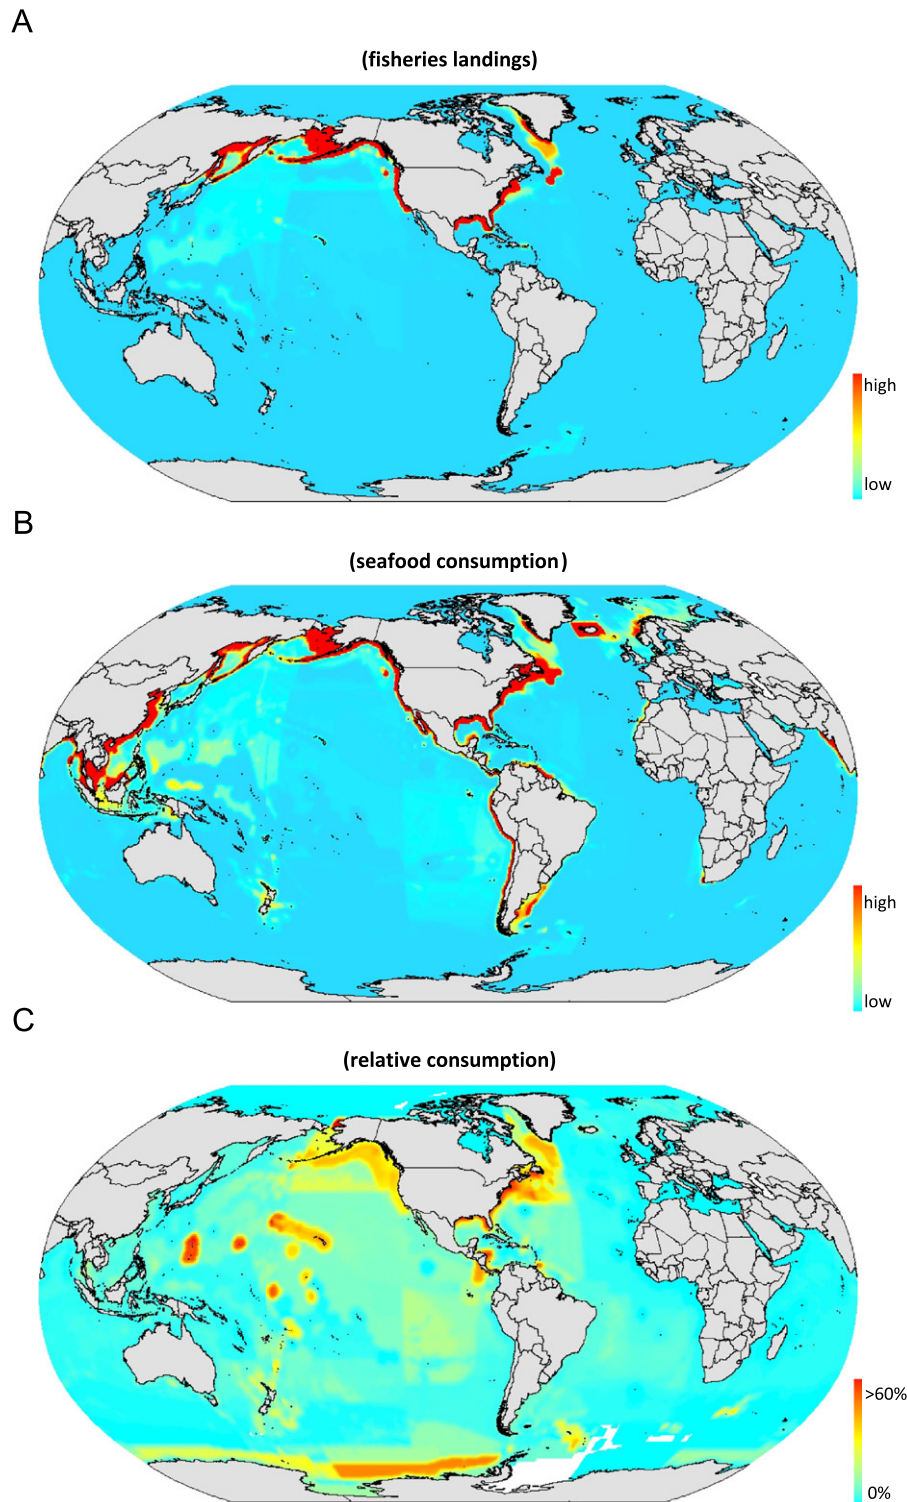 A
(fisheries landings)
high
low
B
(seafood consumption)
high
low
C
(relative consumption)
>60%
0%